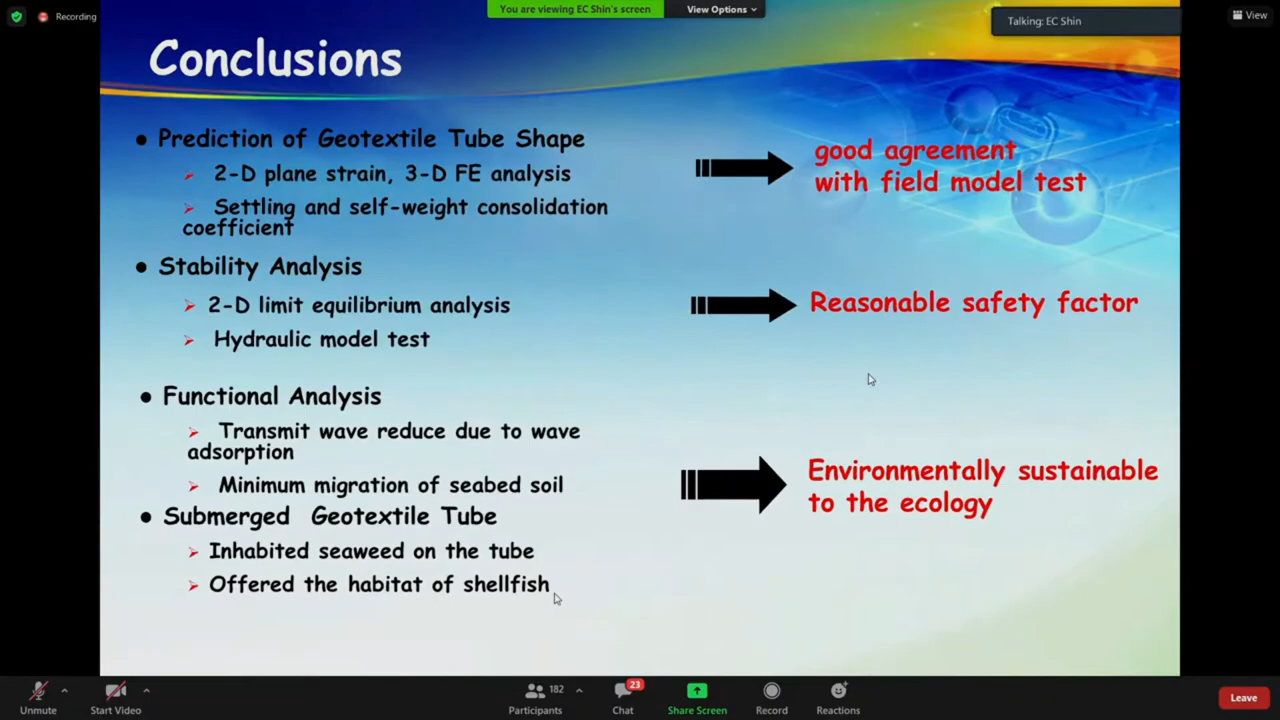 Recording
You are viewing EC Shin's screen
View Options
Talking: EC Shin
View
Conclusions
● Prediction of Geotextile Tube Shape
➢ 2-D plane strain, 3-D FE analysis
➢ Settling and self-weight consolidation
coefficient
good agreement
with field model test
● Stability Analysis
➢ 2-D limit equilibrium analysis
➢ Hydraulic model test
Reasonable safety factor
● Functional Analysis
➢ Transmit wave reduce due to wave
adsorption
➢ Minimum migration of seabed soil
● Submerged Geotextile Tube
➢ Inhabited seaweed on the tube
➢ Offered the habitat of shellfish
Environmentally sustainable
to the ecology
Unmute
Start Video
182
Participants
23
Chat
Share Screen
Record
Reactions
Leave